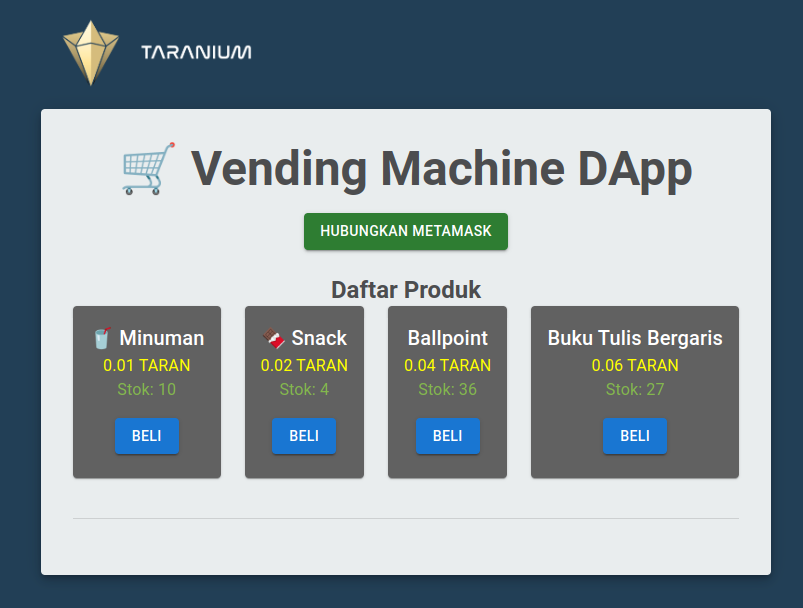 TARANIUM
🛒 Vending Machine DApp
HUBUNGKAN METAMASK
Daftar Produk
🥤 Minuman
0.01 TARAN
Stok: 10
BELI
🍫 Snack
0.02 TARAN
Stok: 4
BELI
Ballpoint
0.04 TARAN
Stok: 36
BELI
Buku Tulis Bergaris
0.06 TARAN
Stok: 27
BELI